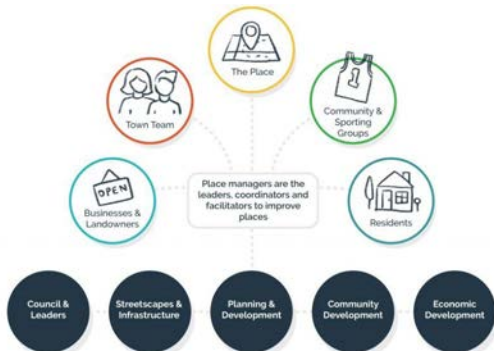 The Place
Town Team
1
Community &
Sporting
Groups
OPEN
Businesses &
Landowners
Place managers are the
leaders, coordinators and
facilitators to improve
places
Residents
Council &
Leaders
Streetscapes &
Infrastructure
Planning &
Development
Community
Development
Economic
Development